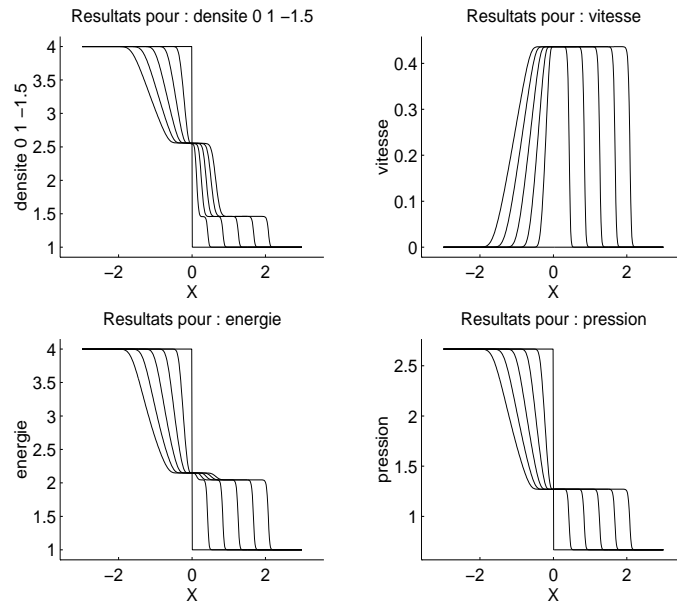 Resultats pour : densite 0 1 −1.5
4
3.5
3
2.5
2
1.5
1
densite 0 1 −1.5
−2 0 2
X
Resultats pour : vitesse
0.4
0.3
0.2
0.1
0
vitesse
−2 0 2
X
Resultats pour : energie
4
3.5
3
2.5
2
1.5
1
energie
−2 0 2
X
Resultats pour : pression
2.5
2
1.5
1
pression
−2 0 2
X